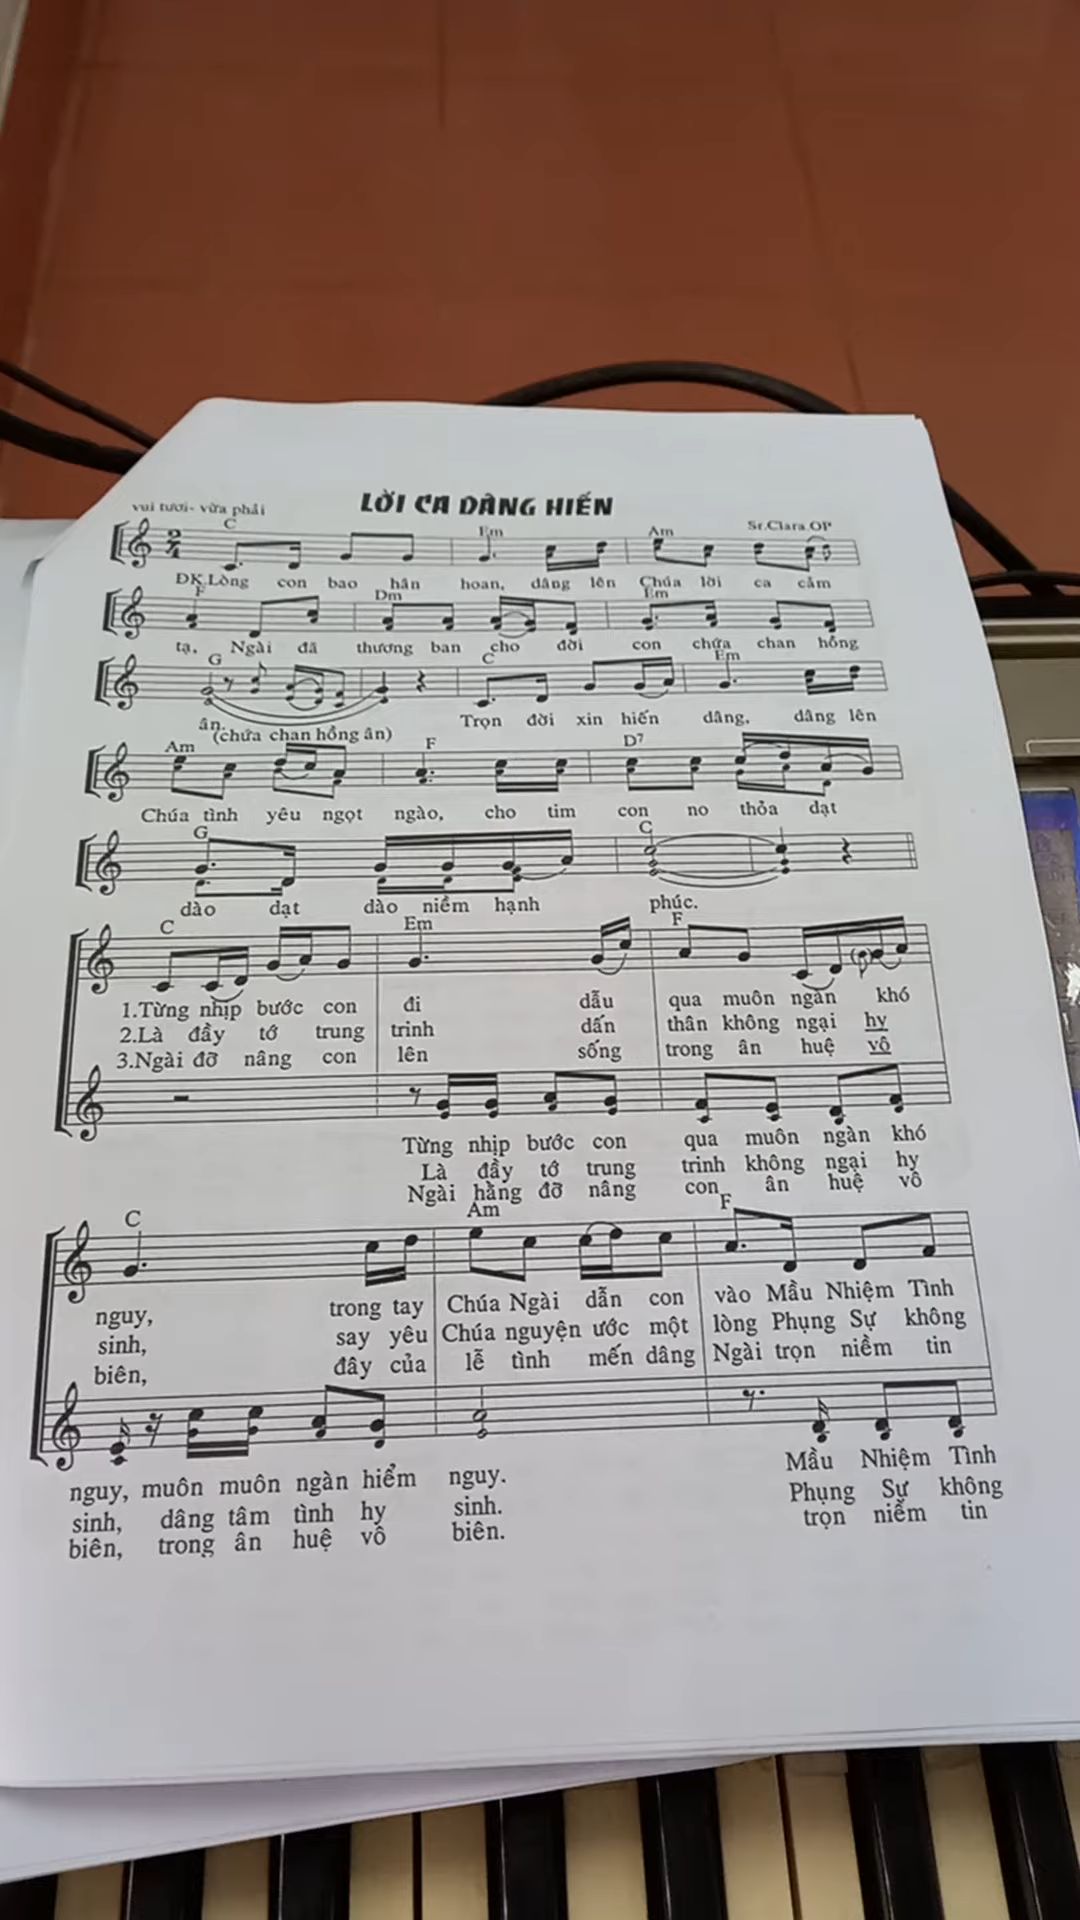 LỜI CA DÂNG HIẾN
vui tươi- vừa phải
Sr.Clara.OP
C Em Am
ĐK.Lòng con bao hân hoan, dâng lên Chúa lời ca cảm
F Dm Em
tạ, Ngài đã thương ban cho đời con chứa chan hồng
G C Em
ân. Trọn đời xin hiến dâng, dâng lên
(chứa chan hồng ân)
Am F D7
Chúa tình yêu ngọt ngào, cho tim con no thỏa dạt
G C
dào dạt dào niềm hạnh phúc.
C Em F
1.Từng nhịp bước con đi dẫu qua muôn ngàn khó
2.Là đầy tớ trung trinh dấn thân không ngại hy
3.Ngài đỡ nâng con lên sống trong ân huệ vô
Từng nhịp bước con qua muôn ngàn khó
Là đầy tớ trung trinh không ngại hy
Ngài hằng đỡ nâng con ân huệ vô
C Am F
nguy, trong tay Chúa Ngài dẫn con vào Mầu Nhiệm Tình
sinh, say yêu Chúa nguyện ước một lòng Phụng Sự không
biên, đây của lễ tình mến dâng Ngài trọn niềm tin
nguy, muôn muôn ngàn hiểm nguy. Mầu Nhiệm Tình
sinh, dâng tâm tình hy sinh. Phụng Sự không
biên, trong ân huệ vô biên. trọn niềm tin